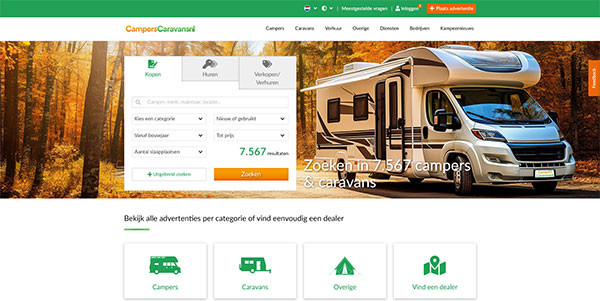 Meestgestelde vragen
Inloggen
+ Plaats advertentie
CampersCaravansnl
Campers
Caravans
Verhuur
Overige
Diensten
Bedrijven
Kampeernieuws
Kopen
Huren
Verkopen/
Verhuren
Camper, merk, makelaar, locatie...
Kies een categorie
Nieuw of gebruikt
Vanaf bouwjaar
Tot prijs
Aantal slaapplaatsen
7.567 resultaten
+ Uitgebreid zoeken
Zoeken
Zoeken in 7.567 campers
& caravans
Feedback
Bekijk alle advertenties per categorie of vind eenvoudig een dealer
Campers
Caravans
Overige
Vind een dealer